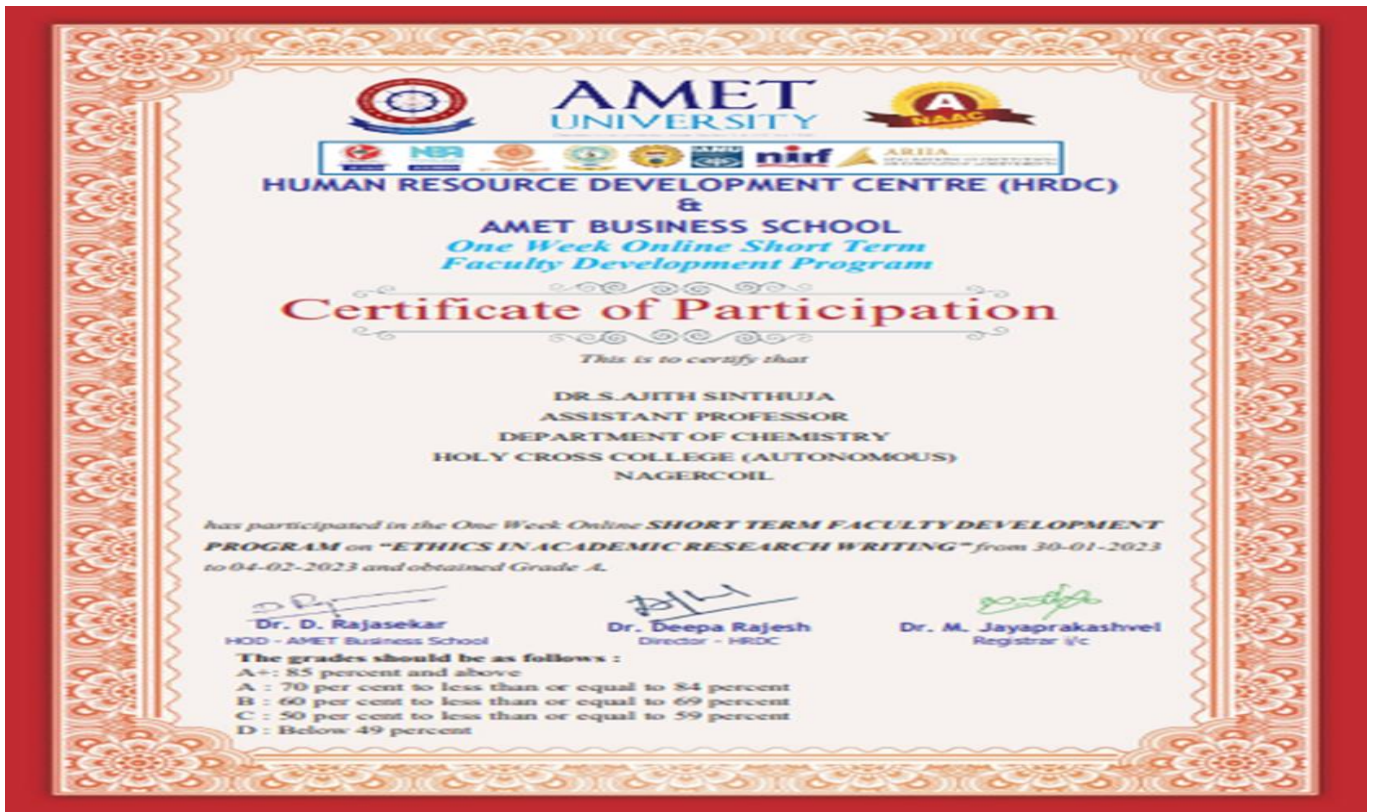 AMET
UNIVERSITY
A
NAAC
NBA
IANU
nirf
ARIIA
HUMAN RESOURCE DEVELOPMENT CENTRE (HRDC)
&
AMET BUSINESS SCHOOL
One Week Online Short Term
Faculty Development Program
Certificate of Participation
This is to certify that
DR.S.AJITH SINTHUJA
ASSISTANT PROFESSOR
DEPARTMENT OF CHEMISTRY
HOLY CROSS COLLEGE (AUTONOMOUS)
NAGERCOIL
has participated in the One Week Online SHORT TERM FACULTY DEVELOPMENT
PROGRAM on “ETHICS IN ACADEMIC RESEARCH WRITING” from 30-01-2023
to 04-02-2023 and obtained Grade A.
Dr. D. Rajasekar
HOD - AMET Business School
Dr. Deepa Rajesh
Director - HRDC
Dr. M. Jayaprakashvel
Registrar i/c
The grades should be as follows :
A+: 85 percent and above
A : 70 per cent to less than or equal to 84 percent
B : 60 per cent to less than or equal to 69 percent
C : 50 per cent to less than or equal to 59 percent
D : Below 49 percent